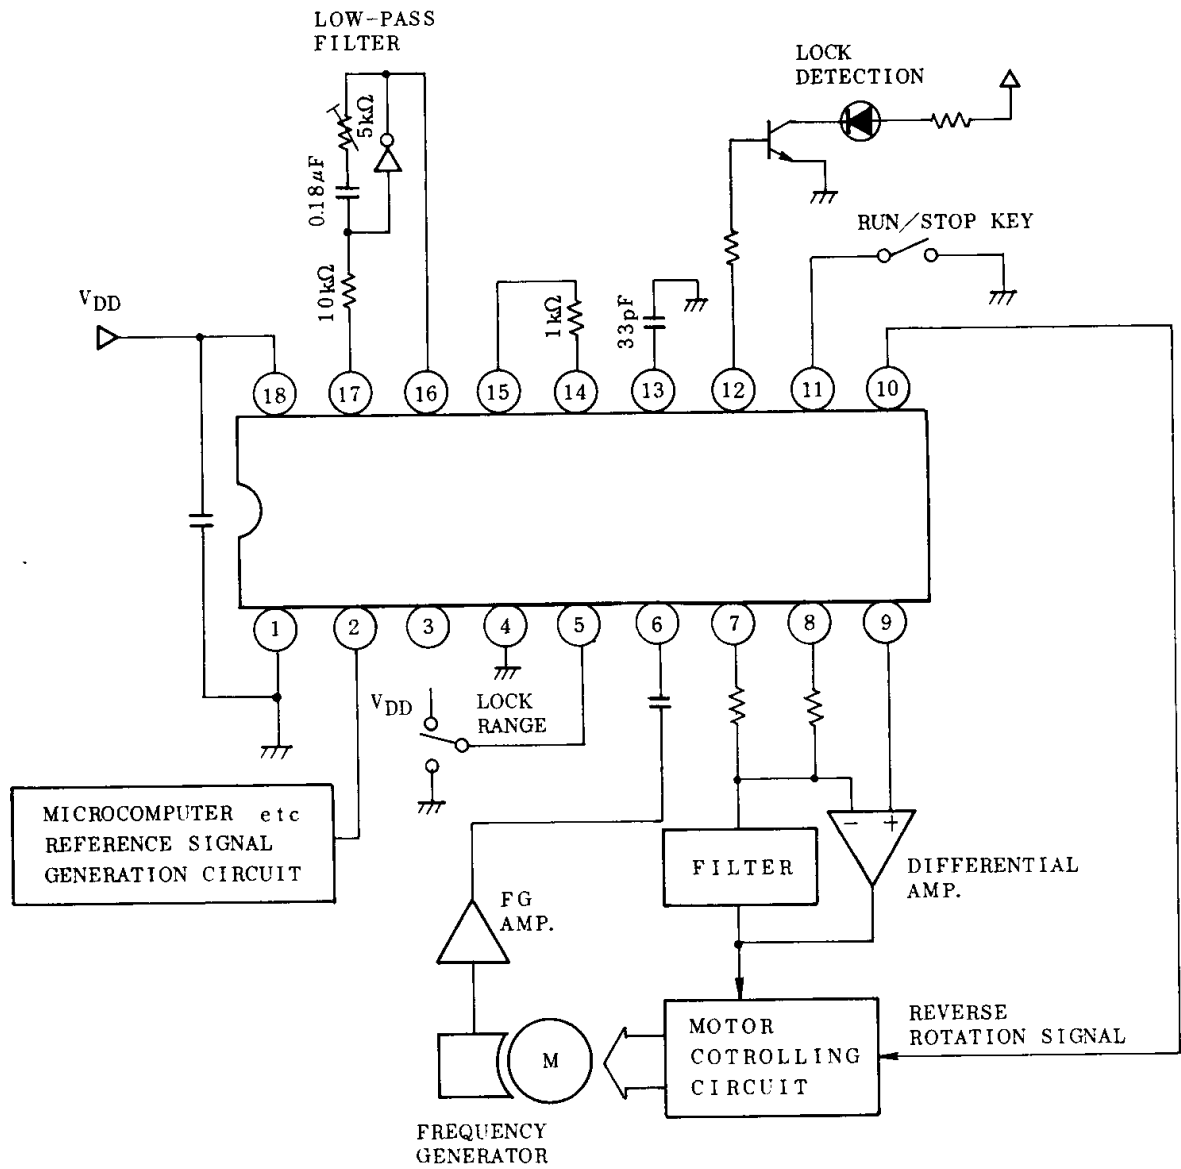 LOW-PASS
FILTER
LOCK
DETECTION
5kΩ
0.18μF
10kΩ
RUN/STOP KEY
VDD
1kΩ
33pF
18
17
16
15
14
13
12
11
10
1
2
3
4
5
6
7
8
9
VDD
LOCK
RANGE
MICROCOMPUTER etc
REFERENCE SIGNAL
GENERATION CIRCUIT
− +
FILTER
DIFFERENTIAL
AMP.
FG
AMP.
MOTOR
COTROLLING
CIRCUIT
REVERSE
ROTATION SIGNAL
M
FREQUENCY
GENERATOR